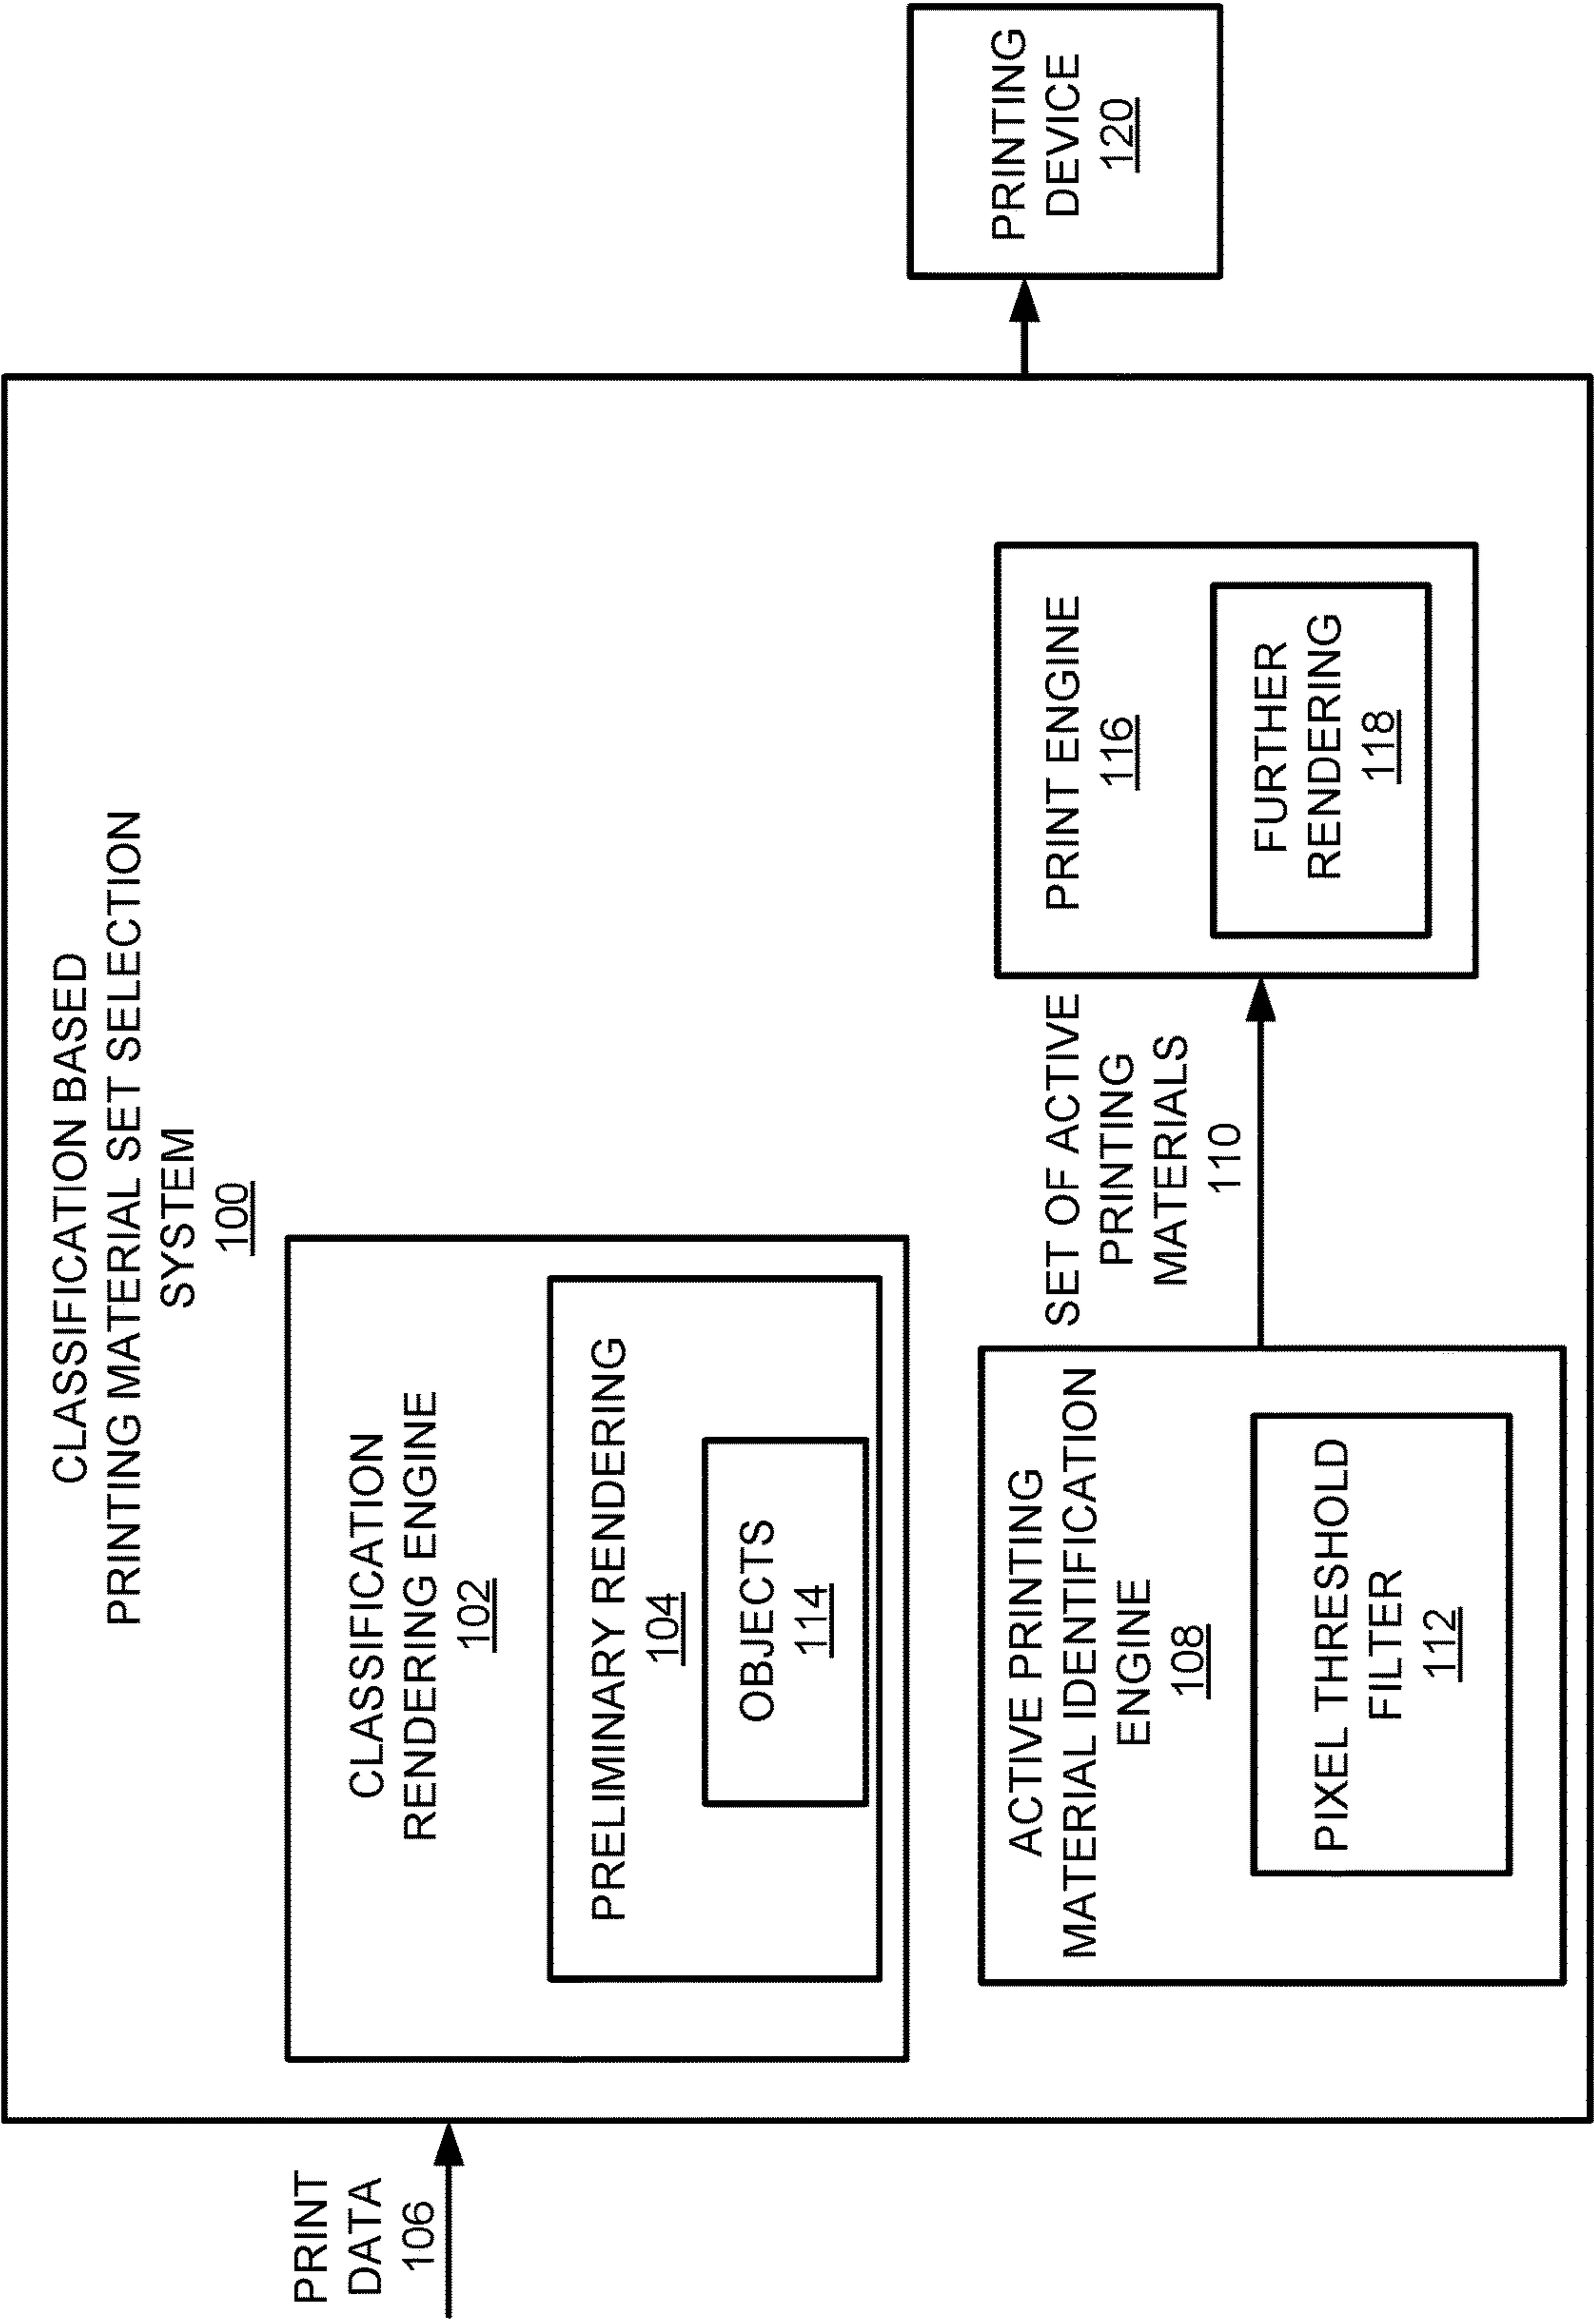 CLASSIFICATION BASED
PRINTING MATERIAL SET SELECTION
SYSTEM
100
PRINT
DATA
106
CLASSIFICATION
RENDERING ENGINE
102
PRELIMINARY RENDERING
104
OBJECTS
114
ACTIVE PRINTING
MATERIAL IDENTIFICATION
ENGINE
108
PIXEL THRESHOLD
FILTER
112
SET OF ACTIVE
PRINTING
MATERIALS
110
PRINT ENGINE
116
FURTHER
RENDERING
118
PRINTING
DEVICE
120